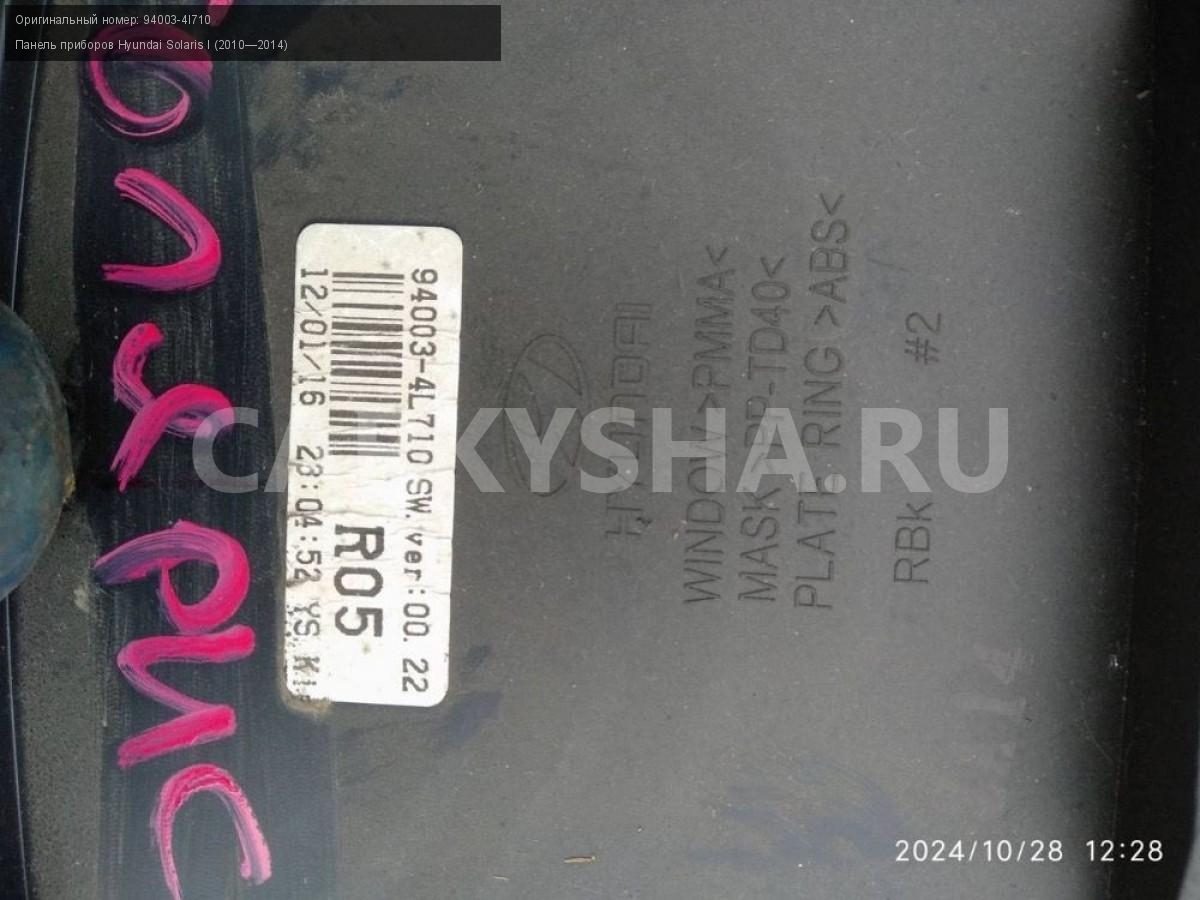 Оригинальный номер: 94003-4l710
Панель приборов Hyundai Solaris I (2010—2014)
94003-4L710 SW. ver:00. 22
R05
12/01/16 23:04:52 YS.
HYUNDAI
WINDOW >PMMA<
MASK >PP-TD40<
PLATE RING >ABS<
RBk #2
CARKYSHA.RU
2024/10/28 12:28